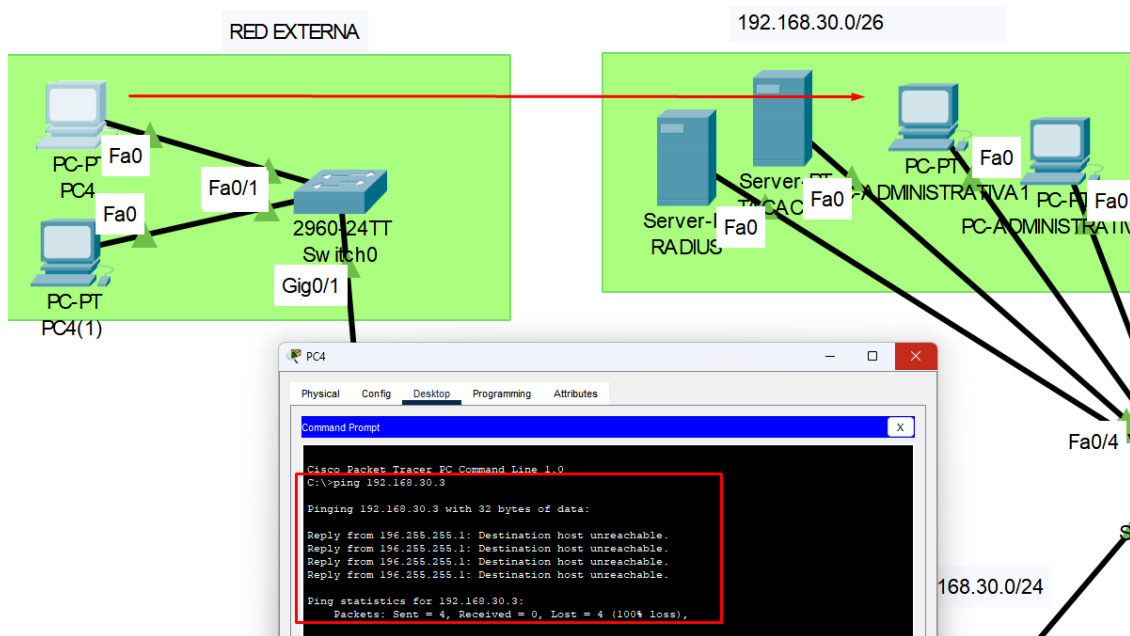 RED EXTERNA
192.168.30.0/26
PC-PT
PC4
Fa0
Fa0/1
Fa0
2960-24TT
Switch0
Gig0/1
PC-PT
PC4(1)
Server-PT
Fa0
RADIUS
Fa0
PC-PT
Fa0
Fa0
Fa0/4
168.30.0/24
PC4
Physical Config Desktop Programming Attributes
Command Prompt
X
Cisco Packet Tracer PC Command Line 1.0
C:\>ping 192.168.30.3
Pinging 192.168.30.3 with 32 bytes of data:
Reply from 196.255.255.1: Destination host unreachable.
Reply from 196.255.255.1: Destination host unreachable.
Reply from 196.255.255.1: Destination host unreachable.
Reply from 196.255.255.1: Destination host unreachable.
Ping statistics for 192.168.30.3:
Packets: Sent = 4, Received = 0, Lost = 4 (100% loss),